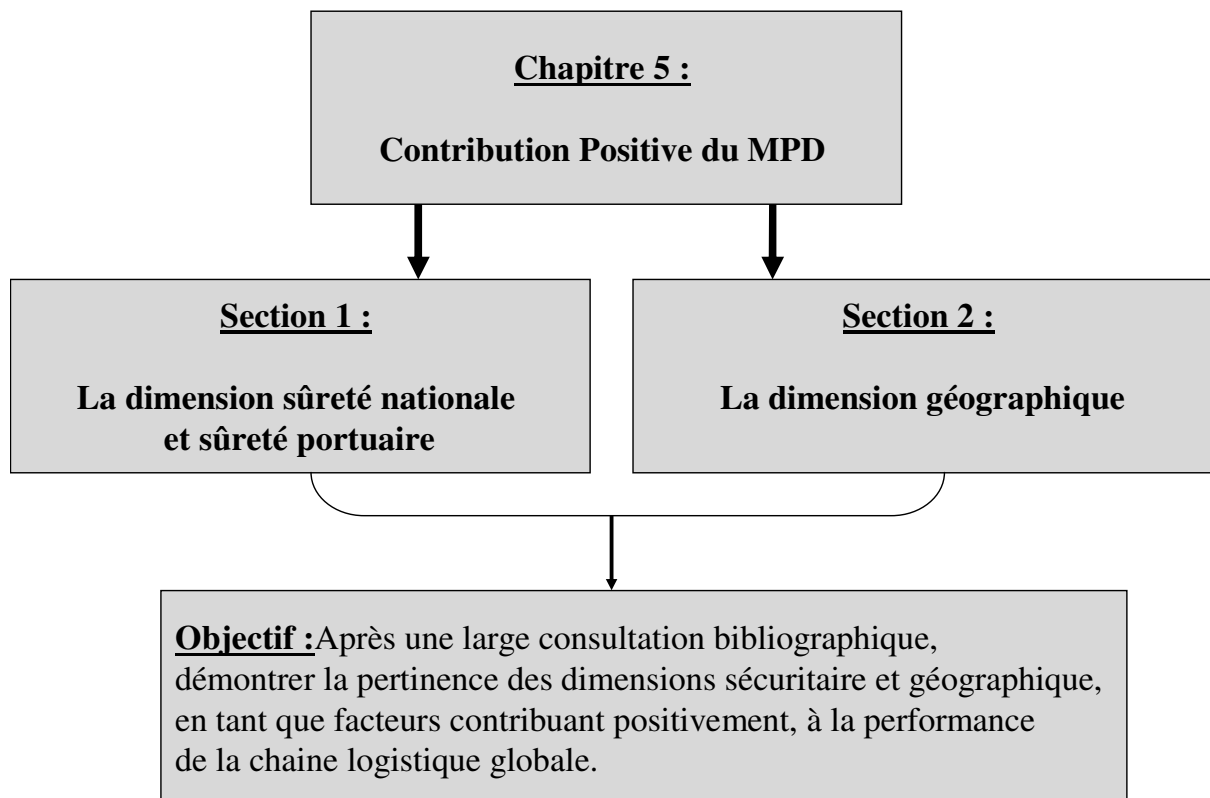 Chapitre 5 :
Contribution Positive du MPD
Section 1 :
La dimension sûreté nationale
et sûreté portuaire
Section 2 :
La dimension géographique
Objectif :Après une large consultation bibliographique,
démontrer la pertinence des dimensions sécuritaire et géographique,
en tant que facteurs contribuant positivement, à la performance
de la chaine logistique globale.